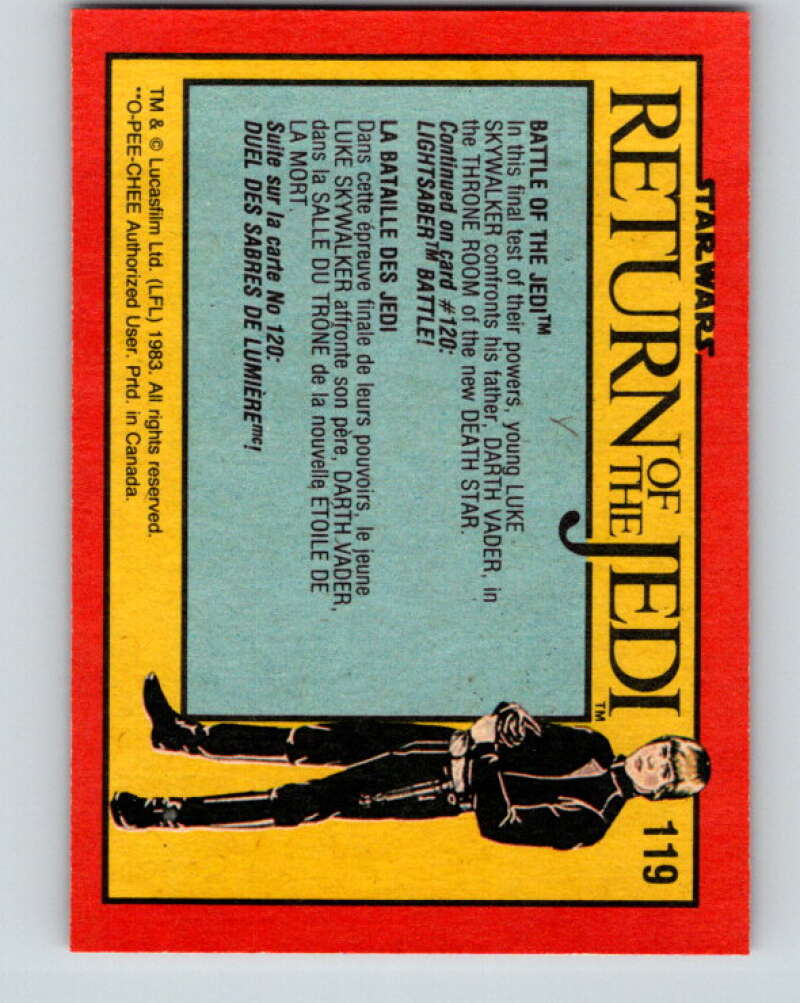 STAR WARS
RETURN OF THE JEDI™
119
BATTLE OF THE JEDI™
In this final test of their powers, young LUKE
SKYWALKER confronts his father, DARTH VADER, in
the THRONE ROOM of the new DEATH STAR.
Continued on card #120:
LIGHTSABER™ BATTLE!
LA BATAILLE DES JEDI
Dans cette épreuve finale de leurs pouvoirs, le jeune
LUKE SKYWALKER affronte son père, DARTH VADER,
dans la SALLE DU TRÔNE de la nouvelle ÉTOILE DE
LA MORT.
Suite sur la carte No 120:
DUEL DES SABRES DE LUMIÈREmc!
TM & © Lucasfilm Ltd. (LFL) 1983. All rights reserved.
**O-PEE-CHEE Authorized User. Prtd. in Canada.